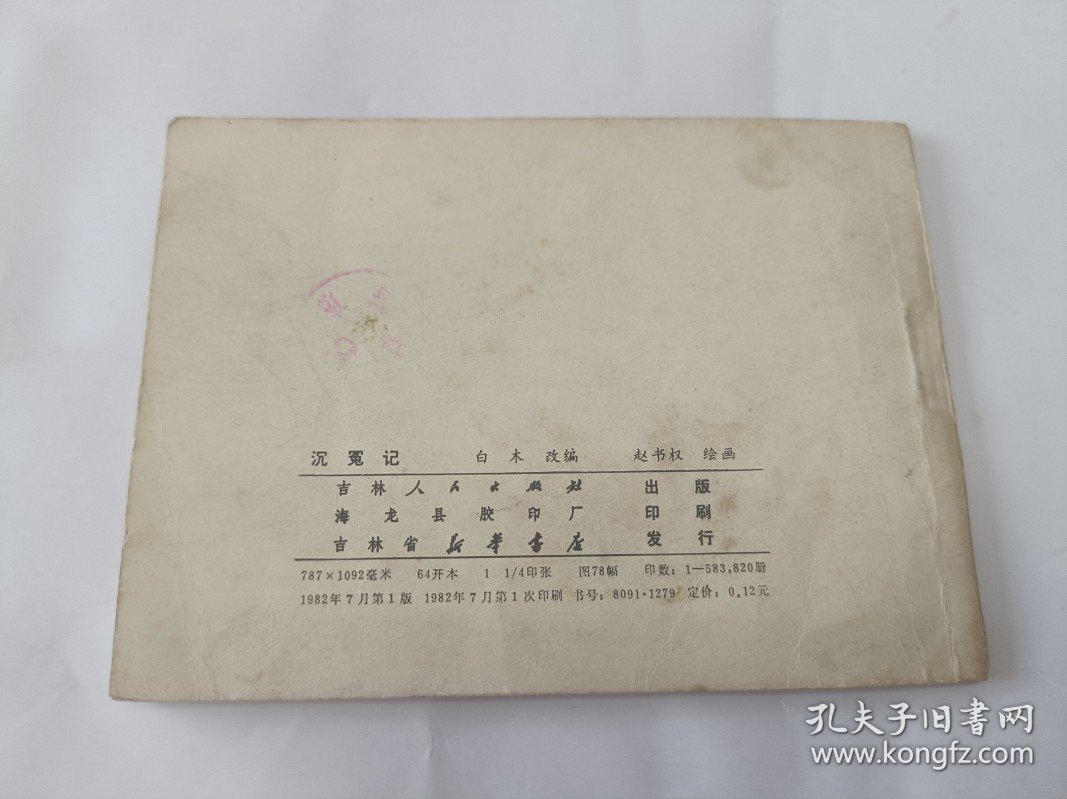 沉冤记 白木 改编 赵书权 绘画
吉林人民出版社 出版
海龙县胶印厂 印刷
吉林省新华书店 发行
787×1092毫米 64开本 1 1/4印张 图78幅 印数：1—583,820册
1982年7月第1版 1982年7月第1次印刷 书号：8091·1279 定价：0.12元
孔夫子旧书网
www.kongfz.com